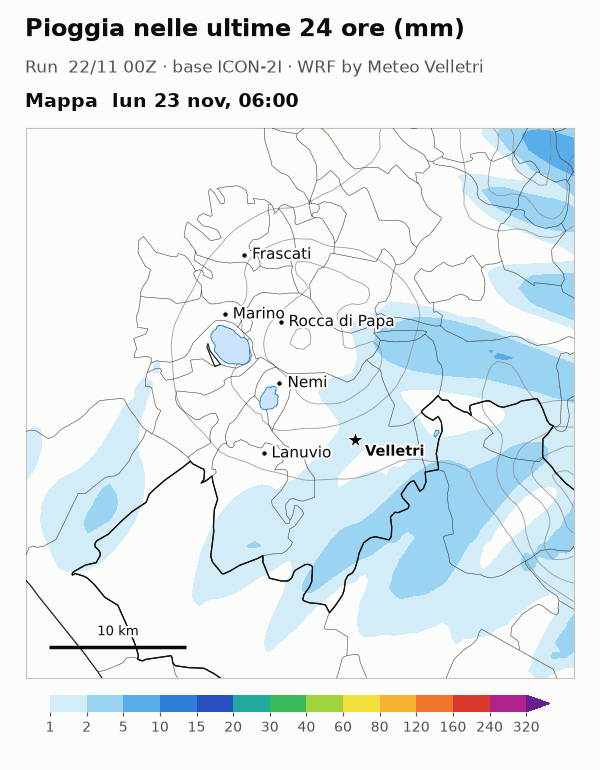 Pioggia nelle ultime 24 ore (mm)
Run  22/11 00Z · base ICON-2I · WRF by Meteo Velletri
Mappa  lun 23 nov, 06:00
Frascati
Marino
Rocca di Papa
Nemi
Velletri
Lanuvio
10 km
1 2 5 10 15 20 30 40 60 80 120 160 240 320